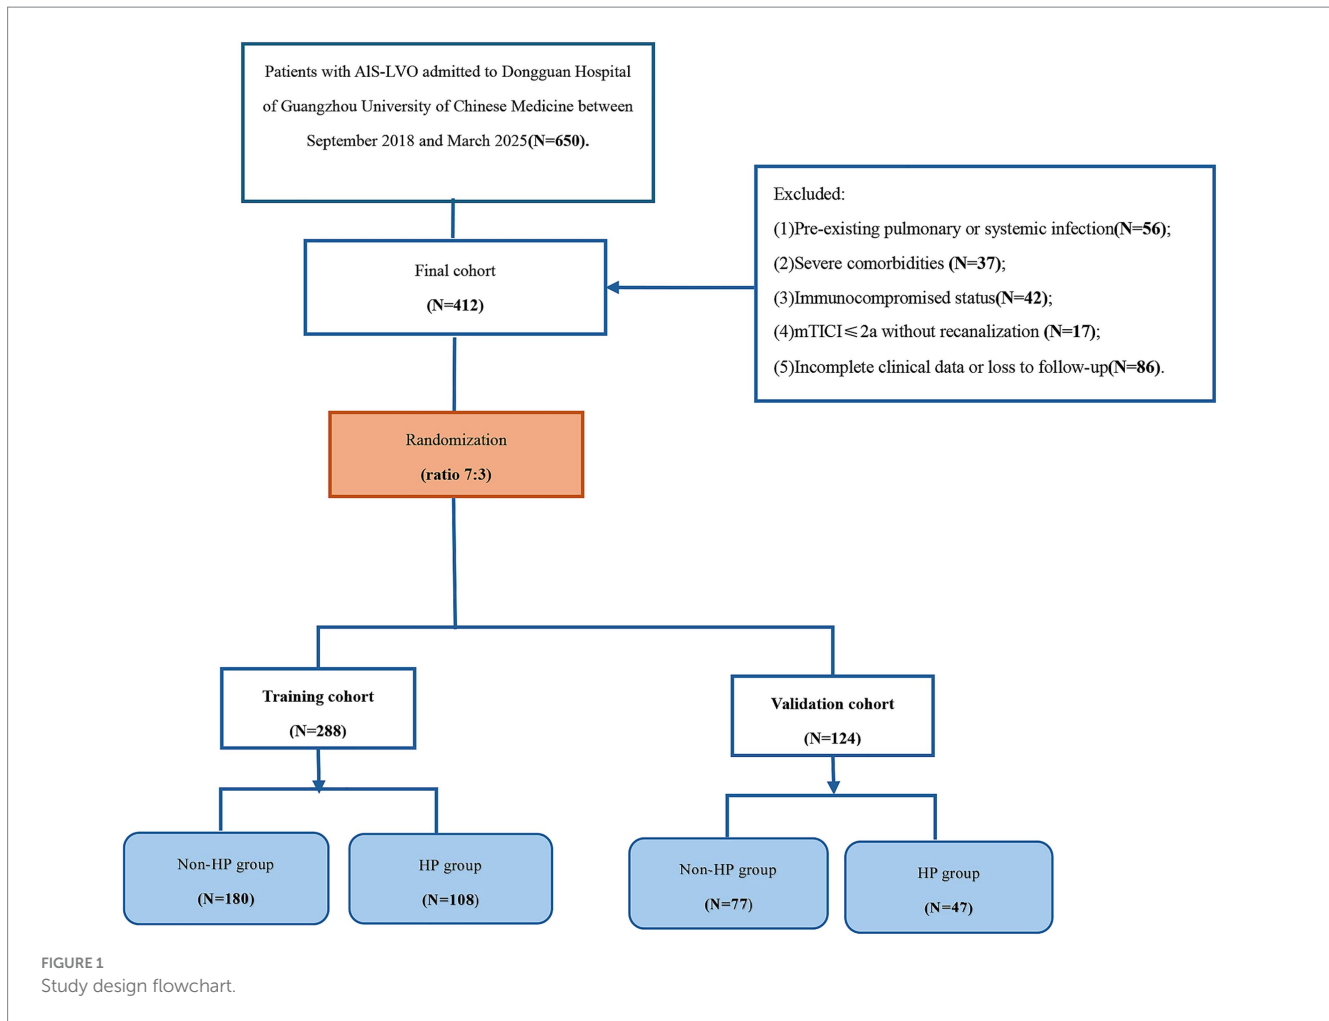 Patients with AIS-LVO admitted to Dongguan Hospital
of Guangzhou University of Chinese Medicine between
September 2018 and March 2025(N=650).
Excluded:
(1)Pre-existing pulmonary or systemic infection(N=56);
(2)Severe comorbidities (N=37);
(3)Immunocompromised status(N=42);
(4)mTICI≤2a without recanalization (N=17);
(5)Incomplete clinical data or loss to follow-up(N=86).
Final cohort
(N=412)
Randomization
(ratio 7:3)
Training cohort
(N=288)
Validation cohort
(N=124)
Non-HP group
(N=180)
HP group
(N=108)
Non-HP group
(N=77)
HP group
(N=47)
FIGURE 1
Study design flowchart.